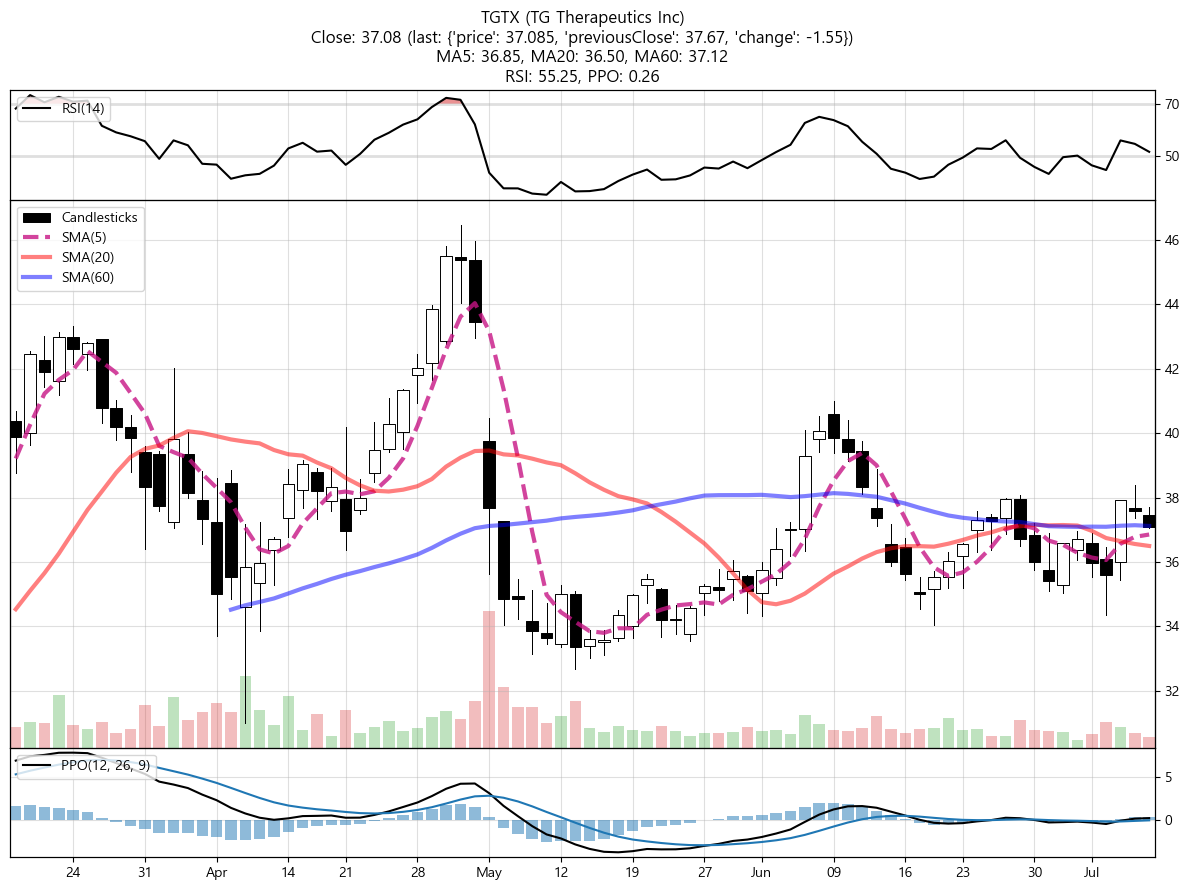 TGTX (TG Therapeutics Inc)
Close: 37.08 (last: {'price': 37.085, 'previousClose': 37.67, 'change': -1.55})
MA5: 36.85, MA20: 36.50, MA60: 37.12
RSI: 55.25, PPO: 0.26
RSI(14)
70
50
Candlesticks
SMA(5)
SMA(20)
SMA(60)
46
44
42
40
38
36
34
32
PPO(12, 26, 9)
5
0
24 31 Apr 14 21 28 May 12 19 27 Jun 09 16 23 30 Jul